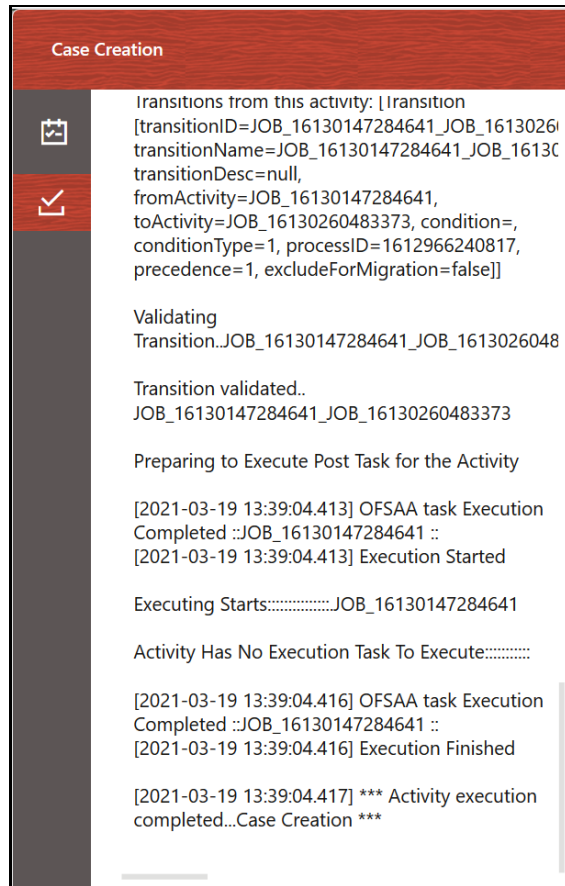 Case Creation
Transitions from this activity: [Transition
[transitionID=JOB_16130147284641_JOB_1613026
transitionName=JOB_16130147284641_JOB_1613
transitionDesc=null,
fromActivity=JOB_16130147284641,
toActivity=JOB_16130260483373, condition=,
conditionType=1, processID=1612966240817,
precedence=1, excludeForMigration=false]]
Validating
Transition..JOB_16130147284641_JOB_1613026048
Transition validated..
JOB_16130147284641_JOB_16130260483373
Preparing to Execute Post Task for the Activity
[2021-03-19 13:39:04.413] OFSAA task Execution
Completed ::JOB_16130147284641 ::
[2021-03-19 13:39:04.413] Execution Started
Executing Starts:::::::::::::::JOB_16130147284641
Activity Has No Execution Task To Execute:::::::::::
[2021-03-19 13:39:04.416] OFSAA task Execution
Completed ::JOB_16130147284641 ::
[2021-03-19 13:39:04.416] Execution Finished
[2021-03-19 13:39:04.417] *** Activity execution
completed...Case Creation ***